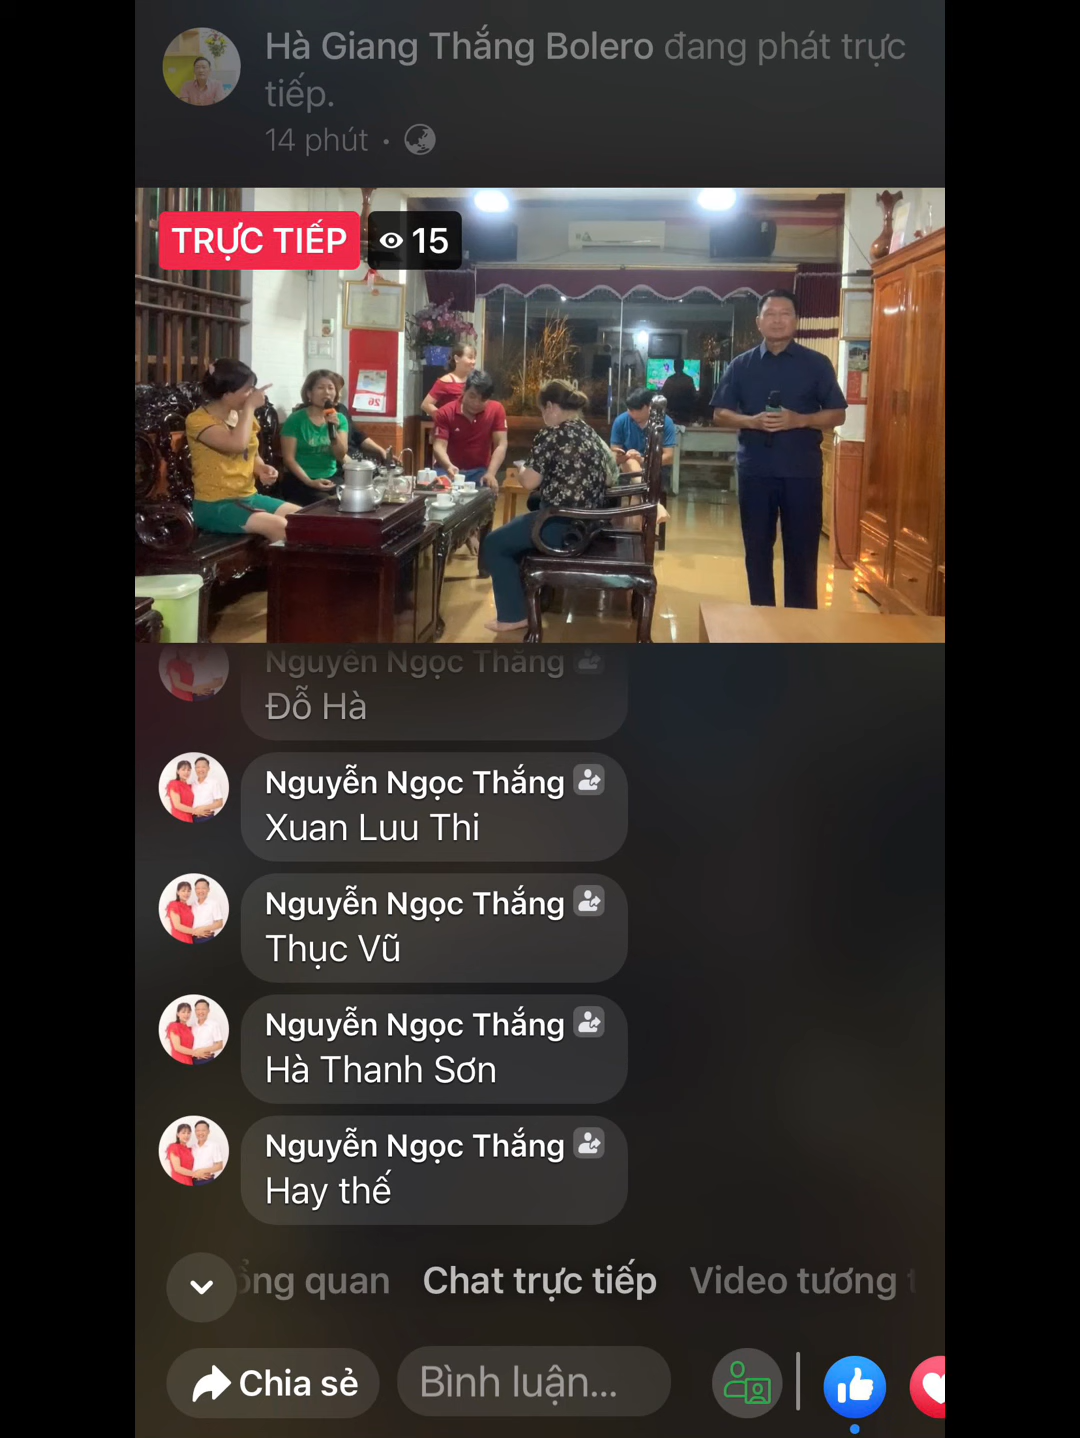 Hà Giang Thắng Bolero đang phát trực
tiếp.
14 phút ·
TRỰC TIẾP
15
26
Nguyễn Ngọc Thắng
Đỗ Hà
Nguyễn Ngọc Thắng
Xuan Luu Thi
Nguyễn Ngọc Thắng
Thục Vũ
Nguyễn Ngọc Thắng
Hà Thanh Sơn
Nguyễn Ngọc Thắng
Hay thế
ổng quan
Chat trực tiếp
Video tương
Chia sẻ
Bình luận...